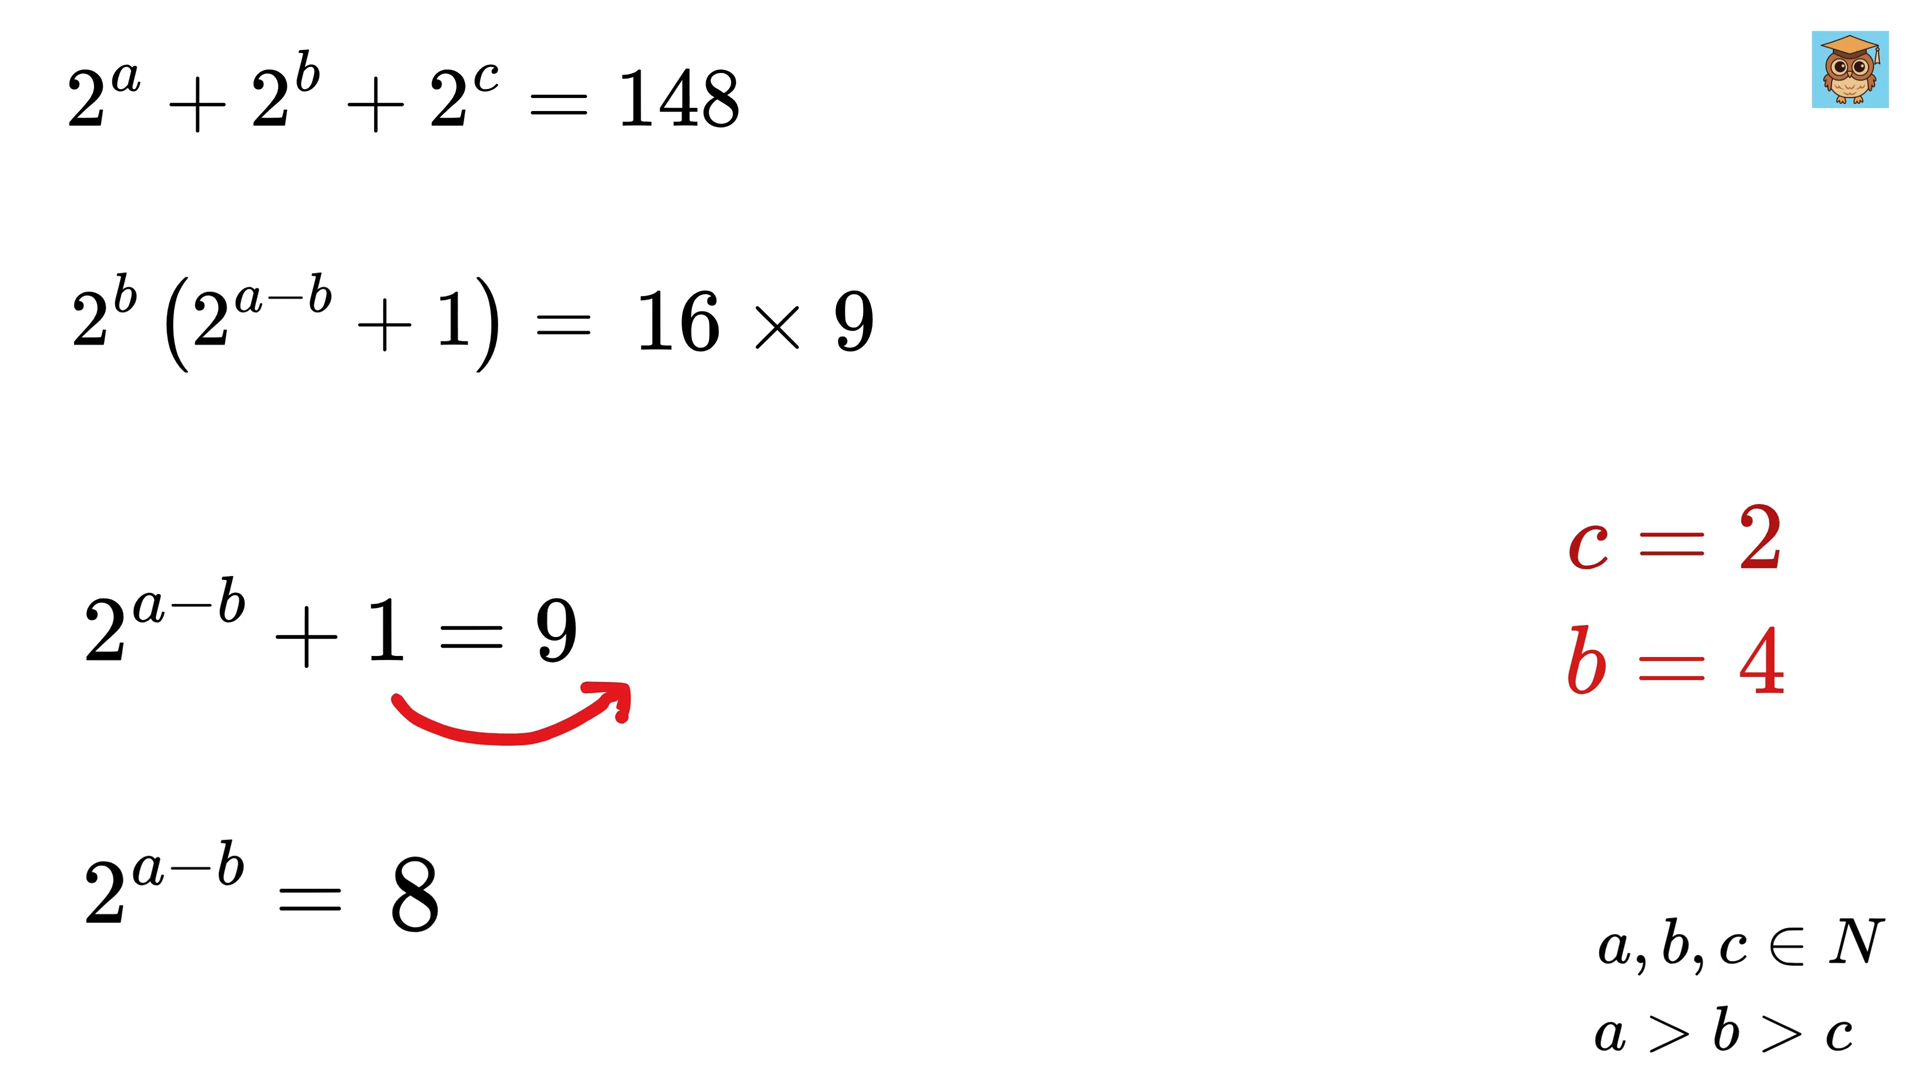 2^a + 2^b + 2^c = 148
2^b (2^{a−b} + 1) = 16 × 9
c = 2
2^{a−b} + 1 = 9
b = 4
2^{a−b} = 8
a, b, c ∈ N
a > b > c